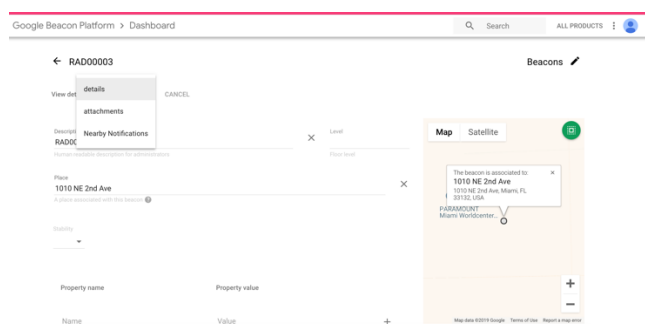 Google Beacon Platform > Dashboard
Search
ALL PRODUCTS
RAD00003
Beacons
View det
details
attachments
Nearby Notifications
CANCEL
Descripti
RAD00
Human readable description for administrators
Level
Floor level
Place
1010 NE 2nd Ave
A place associated with this beacon
Stability
Property name
Property value
Name
Value
+
Map
Satellite
The beacon is associated to:
1010 NE 2nd Ave
1010 NE 2nd Ave, Miami, FL
33132, USA
PARAMOUNT
Miami Worldcenter...
+
−
Map data ©2019 Google
Terms of Use
Report a map error